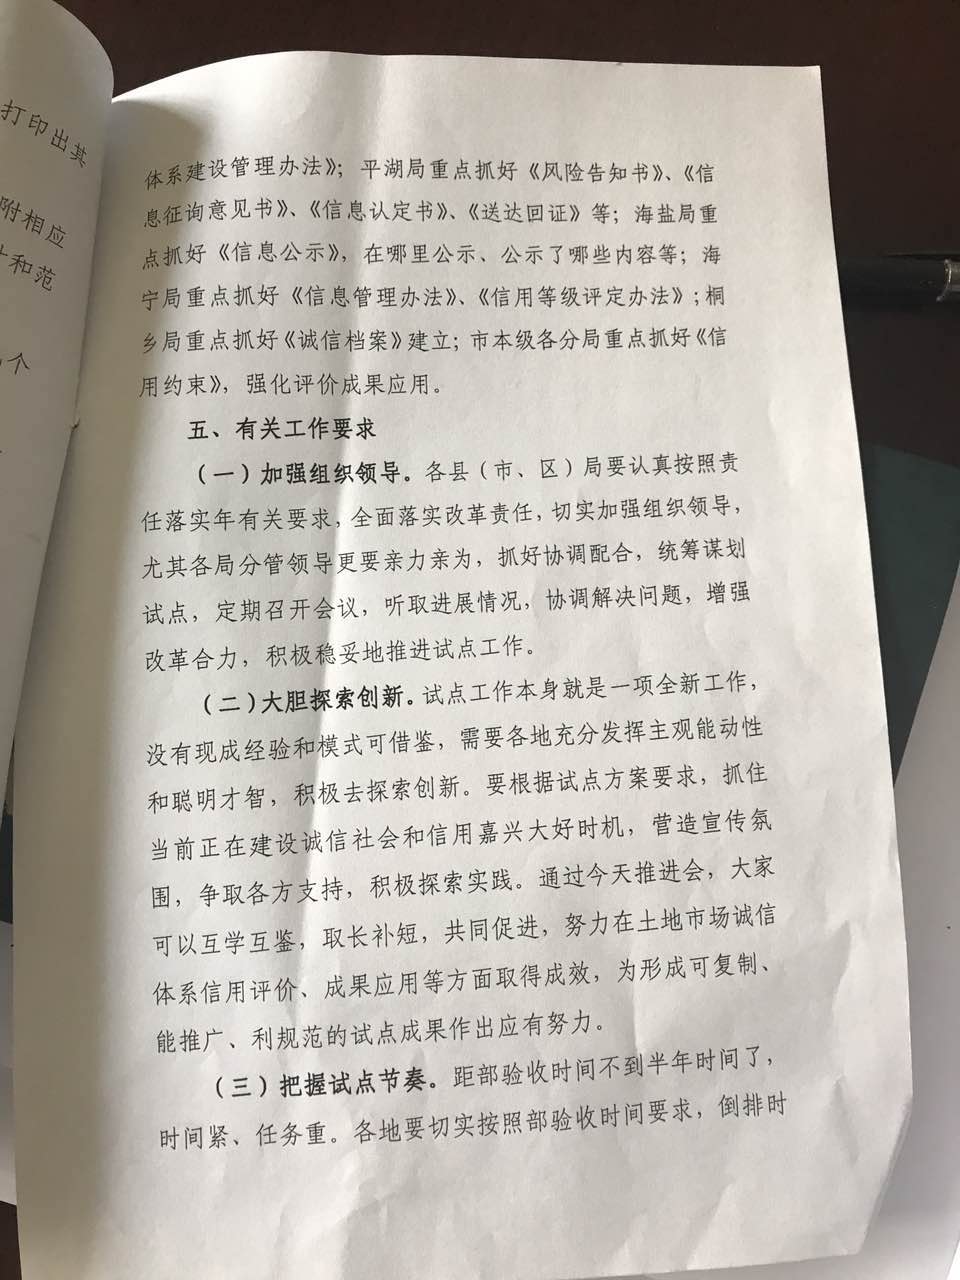 打印出其
附相应
和范
个
体系建设管理办法》；平湖局重点抓好《风险告知书》、《信
息征询意见书》、《信息认定书》、《送达回证》等；海盐局重
点抓好《信息公示》，在哪里公示、公示了哪些内容等；海
宁局重点抓好《信息管理办法》、《信用等级评定办法》；桐
乡局重点抓好《诚信档案》建立；市本级各分局重点抓好《信
用约束》，强化评价成果应用。
五、有关工作要求
（一）加强组织领导。各县（市、区）局要认真按照责
任落实年有关要求，全面落实改革责任，切实加强组织领导，
尤其各局分管领导更要亲力亲为，抓好协调配合，统筹谋划
试点，定期召开会议，听取进展情况，协调解决问题，增强
改革合力，积极稳妥地推进试点工作。
（二）大胆探索创新。试点工作本身就是一项全新工作，
没有现成经验和模式可借鉴，需要各地充分发挥主观能动性
和聪明才智，积极去探索创新。要根据试点方案要求，抓住
当前正在建设诚信社会和信用嘉兴大好时机，营造宣传氛
围，争取各方支持，积极探索实践。通过今天推进会，大家
可以互学互鉴，取长补短，共同促进，努力在土地市场诚信
体系信用评价、成果应用等方面取得成效，为形成可复制、
能推广、利规范的试点成果作出应有努力。
（三）把握试点节奏。距部验收时间不到半年时间了，
时间紧、任务重。各地要切实按照部验收时间要求，倒排时